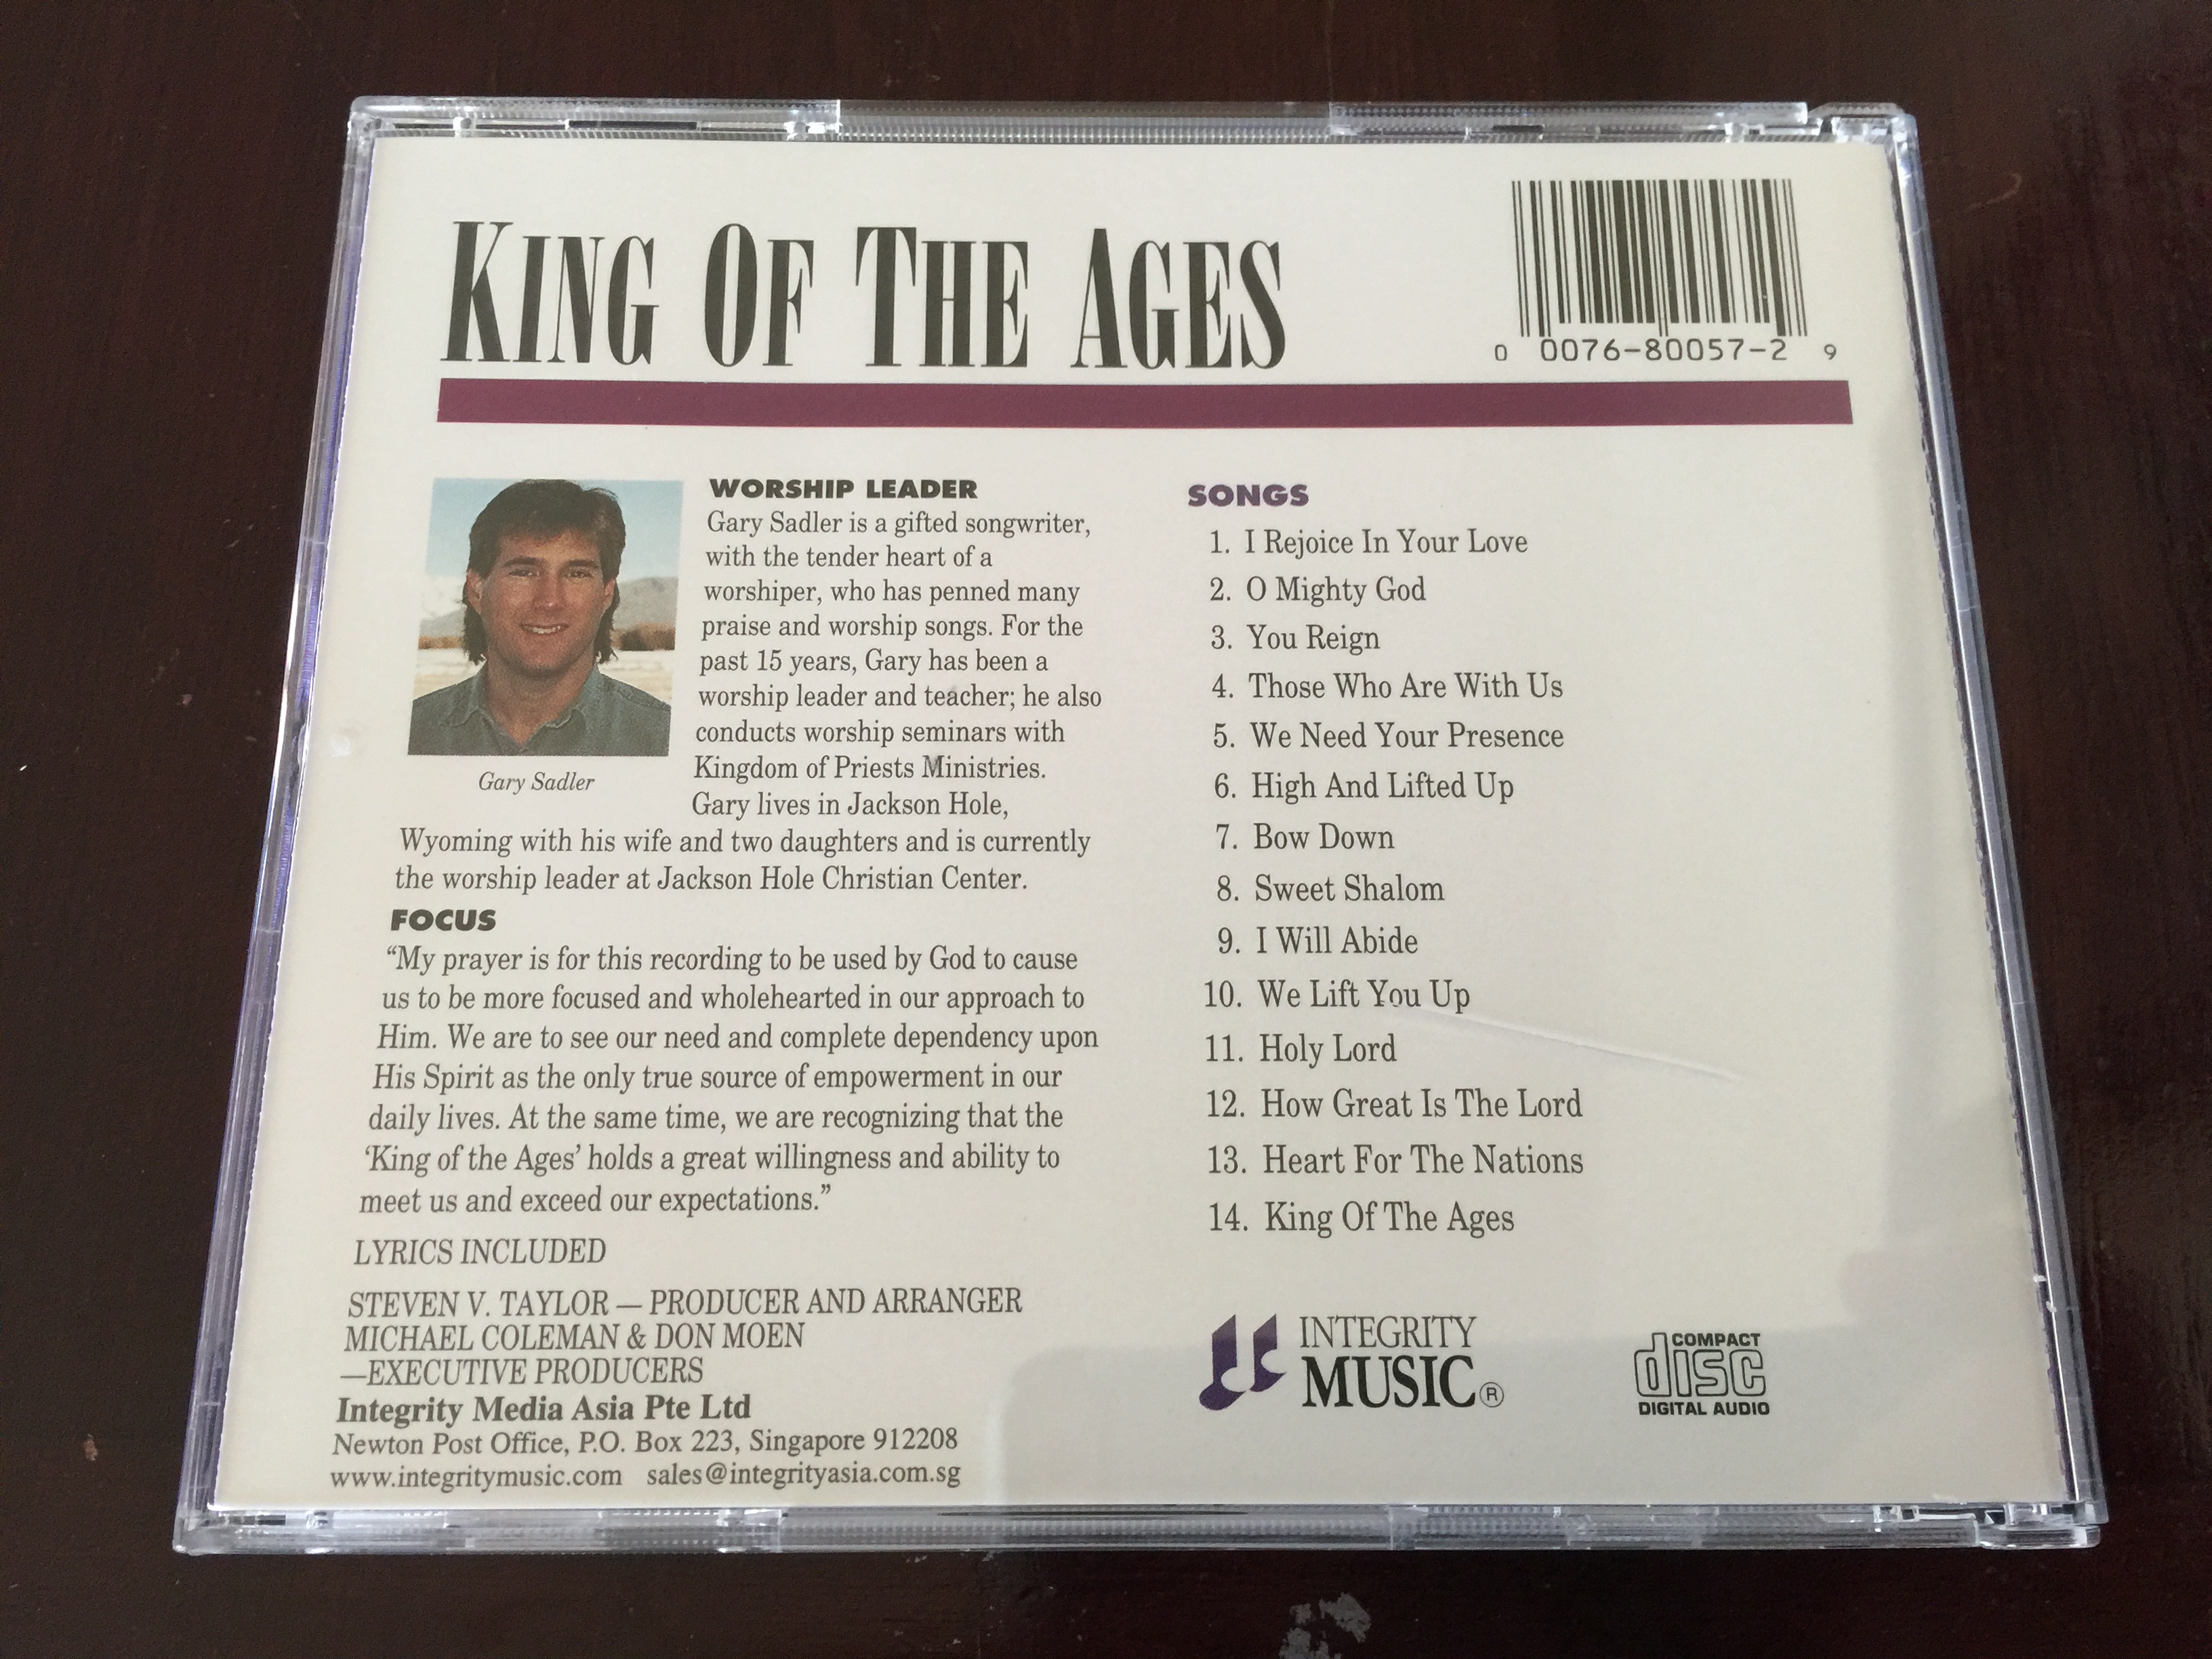 KING OF THE AGES
0 0076-80057-2 9
WORSHIP LEADER
Gary Sadler is a gifted songwriter,
with the tender heart of a
worshiper, who has penned many
praise and worship songs. For the
past 15 years, Gary has been a
worship leader and teacher; he also
conducts worship seminars with
Kingdom of Priests Ministries.
Gary lives in Jackson Hole,
Wyoming with his wife and two daughters and is currently
the worship leader at Jackson Hole Christian Center.
Gary Sadler
FOCUS
“My prayer is for this recording to be used by God to cause
us to be more focused and wholehearted in our approach to
Him. We are to see our need and complete dependency upon
His Spirit as the only true source of empowerment in our
daily lives. At the same time, we are recognizing that the
‘King of the Ages’ holds a great willingness and ability to
meet us and exceed our expectations.”
LYRICS INCLUDED
STEVEN V. TAYLOR — PRODUCER AND ARRANGER
MICHAEL COLEMAN & DON MOEN
—EXECUTIVE PRODUCERS
Integrity Media Asia Pte Ltd
Newton Post Office, P.O. Box 223, Singapore 912208
www.integritymusic.com sales@integrityasia.com.sg
SONGS
1. I Rejoice In Your Love
2. O Mighty God
3. You Reign
4. Those Who Are With Us
5. We Need Your Presence
6. High And Lifted Up
7. Bow Down
8. Sweet Shalom
9. I Will Abide
10. We Lift You Up
11. Holy Lord
12. How Great Is The Lord
13. Heart For The Nations
14. King Of The Ages
INTEGRITY
MUSIC®
COMPACT
disc
DIGITAL AUDIO